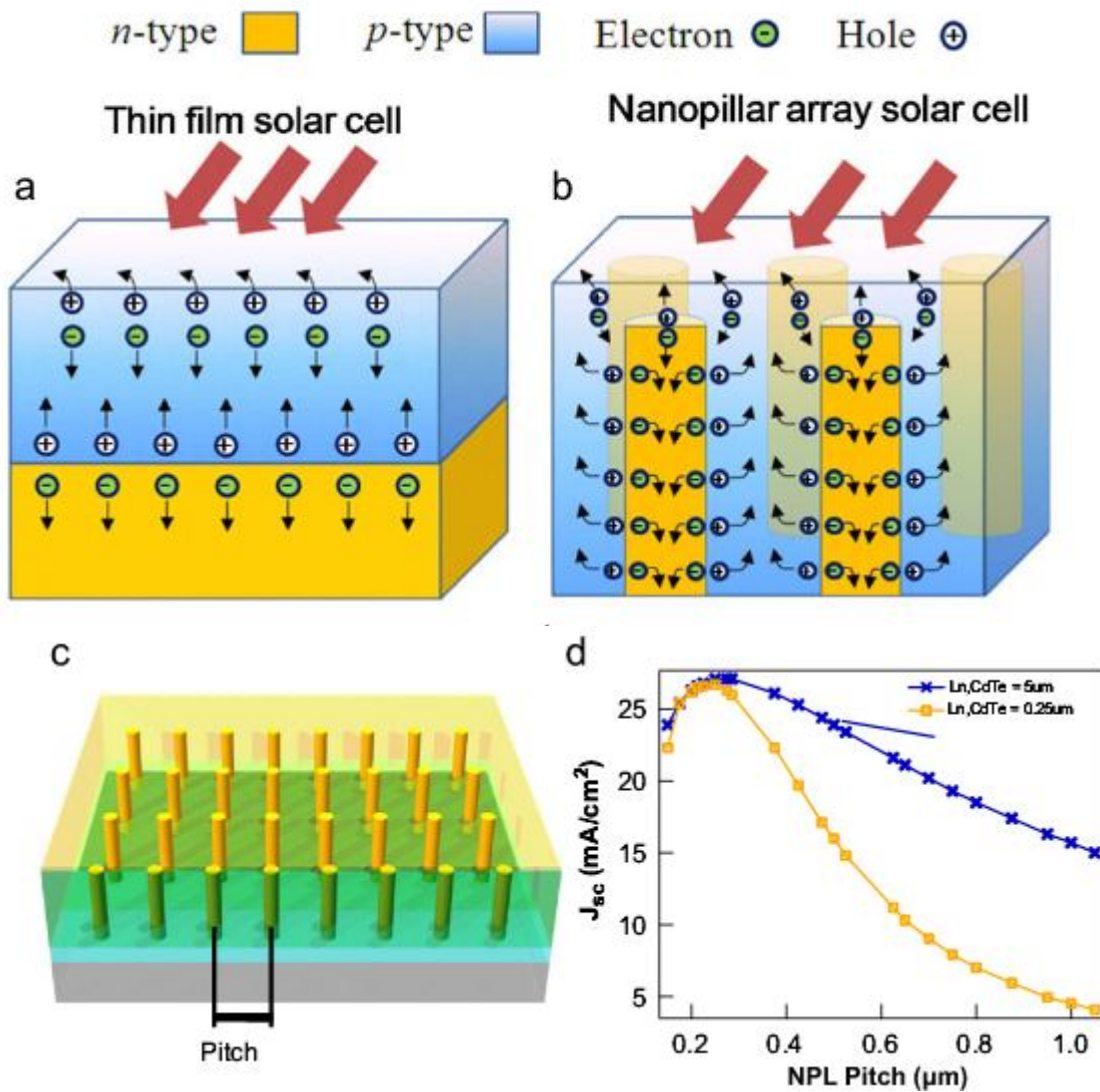 n-type p-type Electron Hole
Thin film solar cell
Nanopillar array solar cell
a
b
c
d
Pitch
Ln,CdTe = 5um
Ln,CdTe = 0.25um
25
20
15
10
5
Jsc (mA/cm²)
0.2 0.4 0.6 0.8 1.0
NPL Pitch (µm)